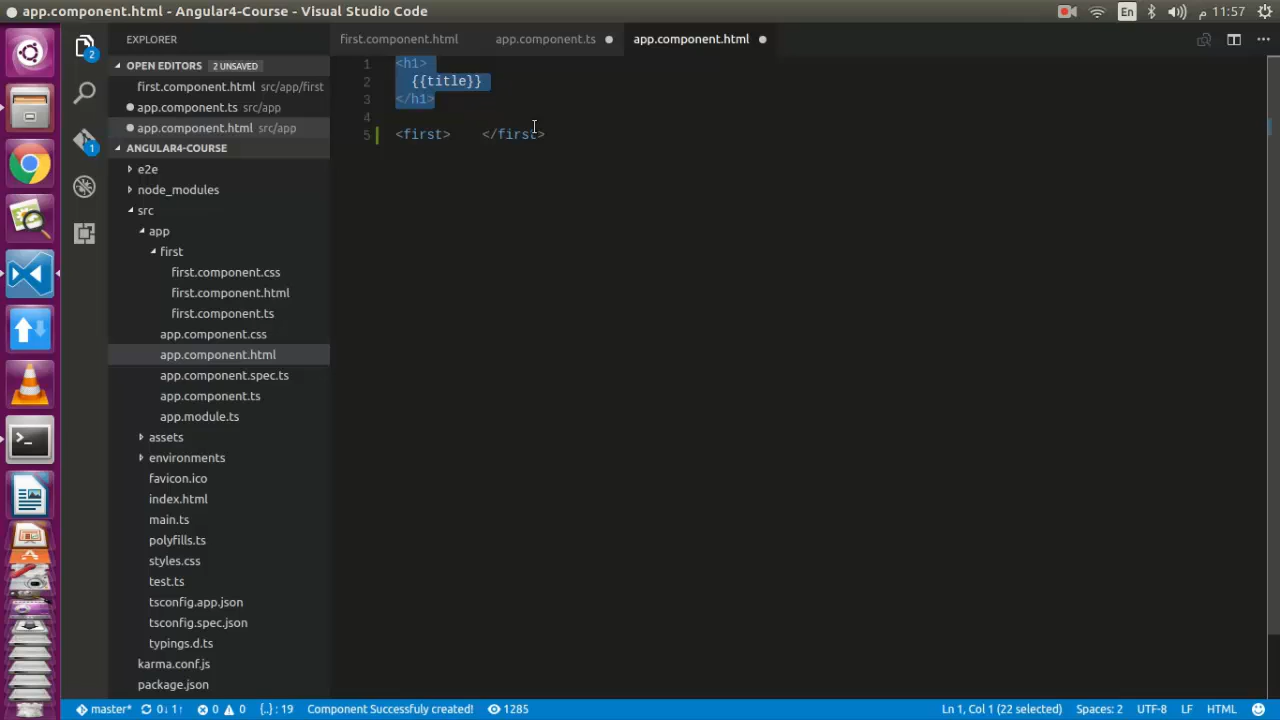 app.component.html - Angular4-Course - Visual Studio Code
En
م 11:57
EXPLORER
first.component.html
app.component.ts
app.component.html
OPEN EDITORS 2 UNSAVED
first.component.html src/app/first
app.component.ts src/app
app.component.html src/app
ANGULAR4-COURSE
e2e
node_modules
src
app
first
first.component.css
first.component.html
first.component.ts
app.component.css
app.component.html
app.component.spec.ts
app.component.ts
app.module.ts
assets
environments
favicon.ico
index.html
main.ts
polyfills.ts
styles.css
test.ts
tsconfig.app.json
tsconfig.spec.json
typings.d.ts
karma.conf.js
package.json
2
1
1 <h1>
2 {{title}}
3 </h1>
4
5 <first> </first>
master* 0↓ 1↑ 0 0 {..} : 19 Component Successfuly created! 1285 Ln 1, Col 1 (22 selected) Spaces: 2 UTF-8 LF HTML